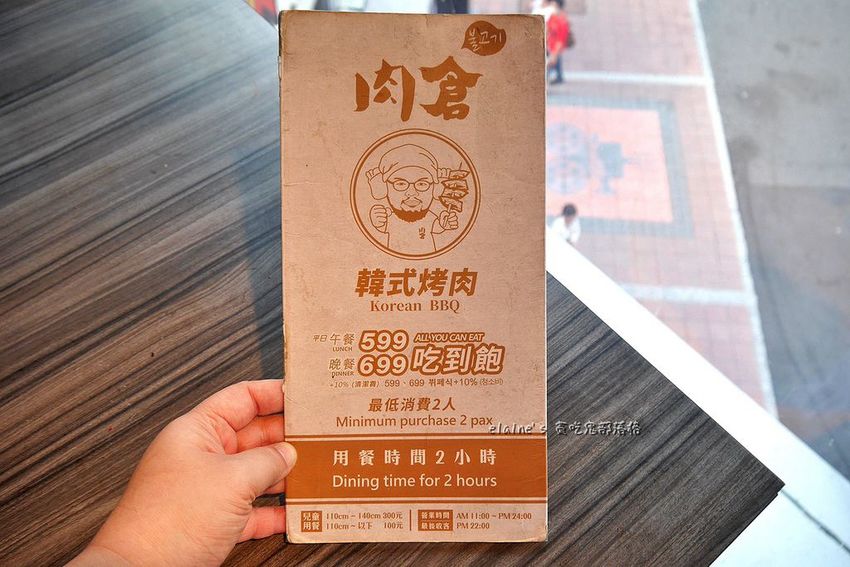 불고기
肉倉
韓式烤肉
Korean BBQ
平日 午餐 LUNCH 599 ALL YOU CAN EAT
晚餐 DINNER 699 吃到飽
+10% (清潔費) 599、699 뷔페식+10% (청소비)
最低消費2人
Minimum purchase 2 pax
elaine's 貪吃鬼部落格
用餐時間2小時
Dining time for 2 hours
兒童 110cm ~ 140cm 300元 營業時間 AM 11:00 ~ PM 24:00
用餐 110cm ~ 以下 100元 最後收客 PM 22:00